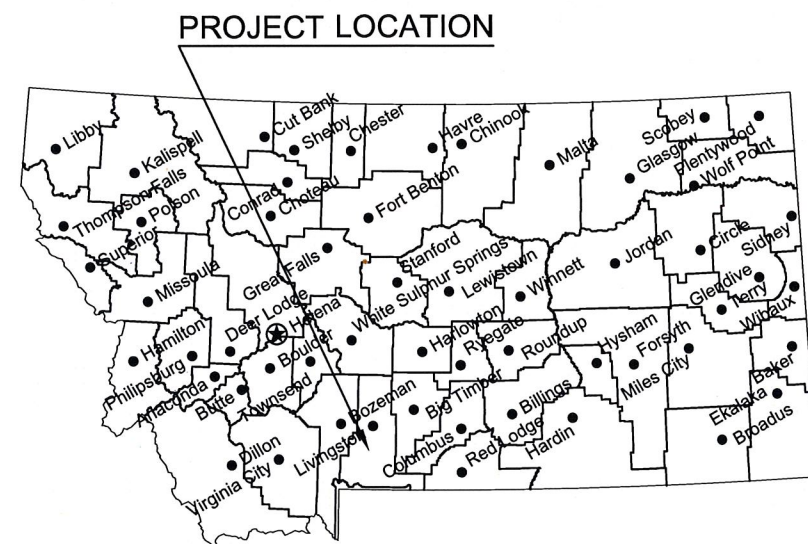 PROJECT LOCATION
Libby
Kalispell
Cut Bank
Shelby
Chester
Havre
Chinook
Malta
Scobey
Glasgow
Plentywood
Wolf Point
Thompson Falls
Polson
Conrad
Choteau
Fort Benton
Superior
Missoula
Great Falls
Stanford
Lewistown
Winnett
Jordan
Circle
Sidney
Glendive
Terry
Wibaux
Hamilton
Philipsburg
Deer Lodge
Helena
White Sulphur Springs
Boulder
Harlowton
Ryegate
Roundup
Hysham
Forsyth
Miles City
Baker
Anaconda
Butte
Townsend
Bozeman
Livingston
Big Timber
Columbus
Billings
Red Lodge
Hardin
Ekalaka
Broadus
Dillon
Virginia City